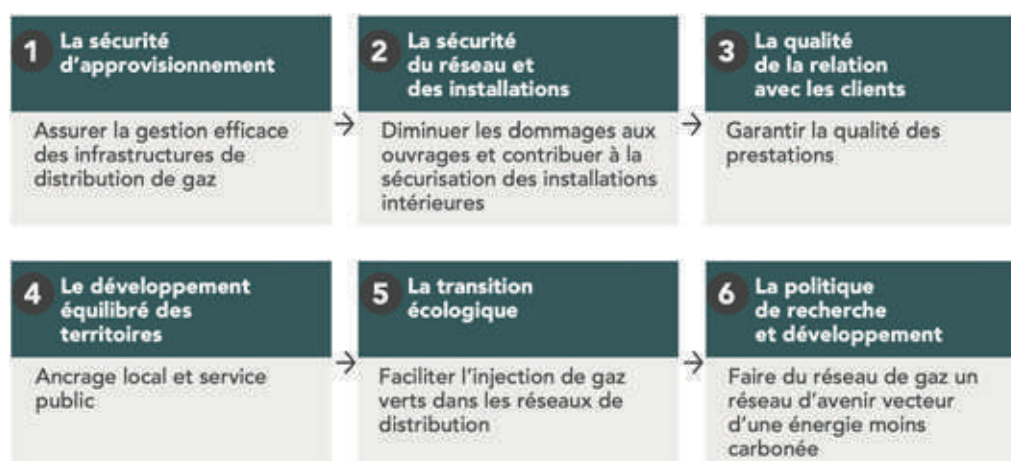 1
La sécurité
d'approvisionnement
Assurer la gestion efficace
des infrastructures de
distribution de gaz
→
2
La sécurité
du réseau et
des installations
Diminuer les dommages aux
ouvrages et contribuer à la
sécurisation des installations
intérieures
→
3
La qualité
de la relation
avec les clients
Garantir la qualité des
prestations
4
Le développement
équilibré des
territoires
Ancrage local et service
public
→
5
La transition
écologique
Faciliter l'injection de gaz
verts dans les réseaux de
distribution
→
6
La politique
de recherche
et développement
Faire du réseau de gaz un
réseau d'avenir vecteur
d'une énergie moins
carbonée